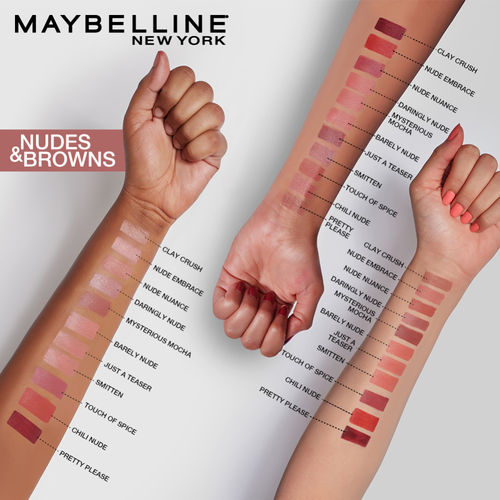 MAYBELLINE
NEW YORK
NUDES
&BROWNS
CLAY CRUSH
NUDE EMBRACE
NUDE NUANCE
DARINGLY NUDE
MYSTERIOUS MOCHA
BARELY NUDE
JUST A TEASER
SMITTEN
TOUCH OF SPICE
CHILI NUDE
PRETTY PLEASE
CLAY CRUSH
NUDE EMBRACE
NUDE NUANCE
DARINGLY NUDE
MYSTERIOUS
MOCHA
BARELY NUDE
JUST A TEASER
SMITTEN
TOUCH OF SPICE
CHILI NUDE
PRETTY
PLEASE
CLAY CRUSH
NUDE EMBRACE
NUDE NUANCE
DARINGLY NUDE
MYSTERIOUS
MOCHA
BARELY NUDE
JUST A
TEASER
SMITTEN
TOUCH OF SPICE
CHILI NUDE
PRETTY PLEASE